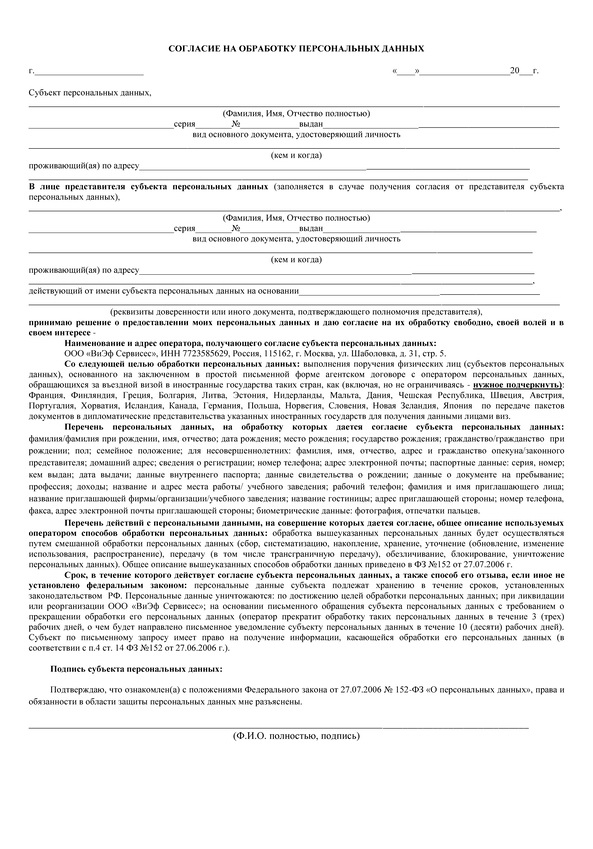 СОГЛАСИЕ НА ОБРАБОТКУ ПЕРСОНАЛЬНЫХ ДАННЫХ
г.________________________ «____»____________________20___г.
Субъект персональных данных,
(Фамилия, Имя, Отчество полностью)
________________________________серия________№_____________выдан__________________________
вид основного документа, удостоверяющий личность
(кем и когда)
проживающий(ая) по адресу__________________________________________________
В лице представителя субъекта персональных данных (заполняется в случае получения согласия от представителя субъекта
персональных данных),
(Фамилия, Имя, Отчество полностью)
________________________________серия________№_____________выдан__________________________
вид основного документа, удостоверяющий личность
(кем и когда)
проживающий(ая) по адресу__________________________________________________
действующий от имени субъекта персональных данных на основании_______________________________
(реквизиты доверенности или иного документа, подтверждающего полномочия представителя),
принимаю решение о предоставлении моих персональных данных и даю согласие на их обработку свободно, своей волей и в
своем интересе -
Наименование и адрес оператора, получающего согласие субъекта персональных данных:
ООО «ВиЭф Сервисес», ИНН 7723585629, Россия, 115162, г. Москва, ул. Шаболовка, д. 31, стр. 5.
Со следующей целью обработки персональных данных: выполнения поручения физических лиц (субъектов персональных
данных), основанного на заключенном в простой письменной форме агентском договоре с оператором персональных данных,
обращающихся за въездной визой в иностранные государства таких стран, как (включая, но не ограничиваясь - нужное подчеркнуть):
Франция, Финляндия, Греция, Болгария, Литва, Эстония, Нидерланды, Мальта, Дания, Чешская Республика, Швеция, Австрия,
Португалия, Хорватия, Исландия, Канада, Германия, Польша, Норвегия, Словения, Новая Зеландия, Япония по передаче пакетов
документов в дипломатические представительства указанных иностранных государств для получения данными лицами виз.
Перечень персональных данных, на обработку которых дается согласие субъекта персональных данных:
фамилия/фамилия при рождении, имя, отчество; дата рождения; место рождения; государство рождения; гражданство/гражданство при
рождении; пол; семейное положение; для несовершеннолетних: фамилия, имя, отчество, адрес и гражданство опекуна/законного
представителя; домашний адрес; сведения о регистрации; номер телефона; адрес электронной почты; паспортные данные: серия, номер;
кем выдан; дата выдачи; данные внутреннего паспорта; данные свидетельства о рождении; данные о документе на пребывание;
профессия; доходы; название и адрес места работы/ учебного заведения; рабочий телефон; фамилия и имя приглашающего лица;
название приглашающей фирмы/организации/учебного заведения; название гостиницы; адрес приглашающей стороны; номер телефона,
факса, адрес электронной почты приглашающей стороны; биометрические данные: фотография, отпечатки пальцев.
Перечень действий с персональными данными, на совершение которых дается согласие, общее описание используемых
оператором способов обработки персональных данных: обработка вышеуказанных персональных данных будет осуществляться
путем смешанной обработки персональных данных (сбор, систематизацию, накопление, хранение, уточнение (обновление, изменение
использования, распространение), передачу (в том числе трансграничную передачу), обезличивание, блокирование, уничтожение
персональных данных). Общее описание вышеуказанных способов обработки данных приведено в ФЗ №152 от 27.07.2006 г.
Срок, в течение которого действует согласие субъекта персональных данных, а также способ его отзыва, если иное не
установлено федеральным законом: персональные данные субъекта подлежат хранению в течение сроков, установленных
законодательством РФ. Персональные данные уничтожаются: по достижению целей обработки персональных данных; при ликвидации
или реорганизации ООО «ВиЭф Сервисес»; на основании письменного обращения субъекта персональных данных с требованием о
прекращении обработки его персональных данных (оператор прекратит обработку таких персональных данных в течение 3 (трех)
рабочих дней, о чем будет направлено письменное уведомление субъекту персональных данных в течение 10 (десяти) рабочих дней).
Субъект по письменному запросу имеет право на получение информации, касающейся обработки его персональных данных (в
соответствии с п.4 ст. 14 ФЗ №152 от 27.06.2006 г.).
Подпись субъекта персональных данных:
Подтверждаю, что ознакомлен(а) с положениями Федерального закона от 27.07.2006 № 152-ФЗ «О персональных данных», права и
обязанности в области защиты персональных данных мне разъяснены.
(Ф.И.О. полностью, подпись)